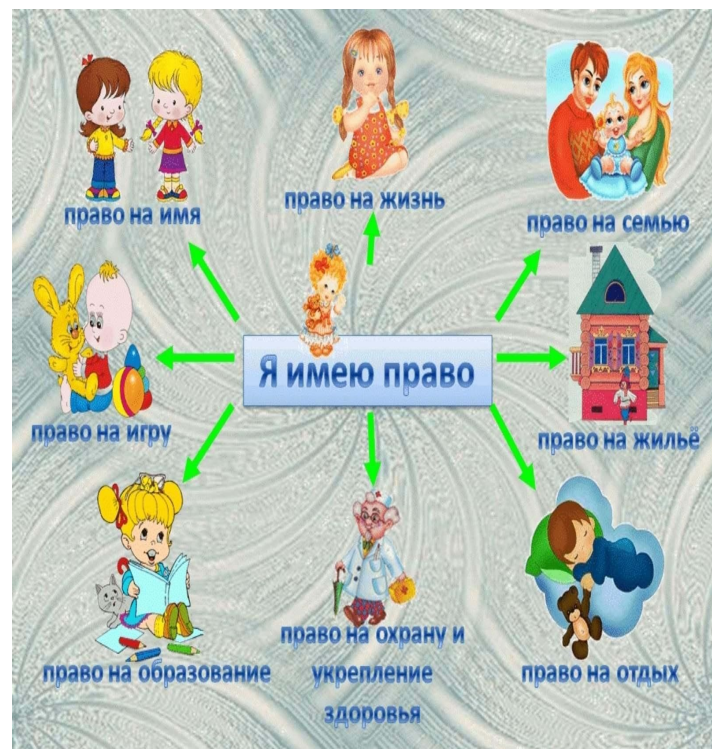 право на имя
право на жизнь
право на семью
Я имею право
право на игру
право на жильё
право на образование
право на охрану и
укрепление
здоровья
право на отдых